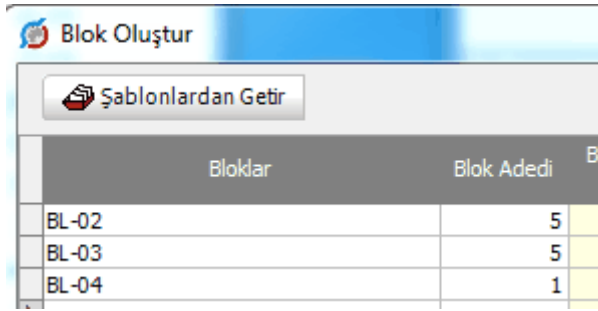 Blok Oluştur
Şablonlardan Getir
Bloklar Blok Adedi B
BL-02 5
BL-03 5
BL-04 1